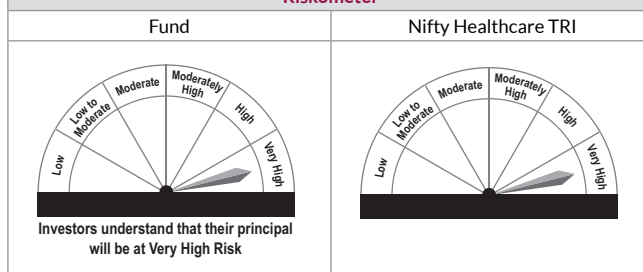 Riskometer
Fund
Nifty Healthcare TRI
Low
Low to
Moderate
Moderate
Moderately
High
High
Very High
Low
Low to
Moderate
Moderate
Moderately
High
High
Very High
Investors understand that their principal
will be at Very High Risk